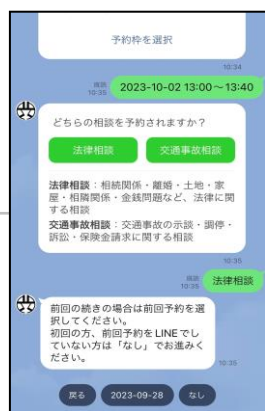 予約枠を選択
10:34
既読
10:35
2023-10-02 13:00~13:40
どちらの相談を予約されますか?
法律相談
交通事故相談
法律相談：相続関係・離婚・土地・家
屋・相隣関係・金銭問題など、法律に関
する相談
交通事故相談：交通事故の示談・調停・
訴訟・保険金請求に関する相談
10:35
既読
10:35
法律相談
前回の続きの場合は前回予約を選
択してください。
初回の方、前回予約をLINEでし
ていない方は「なし」でお進みく
ださい。
10:35
戻る
2023-09-28
なし